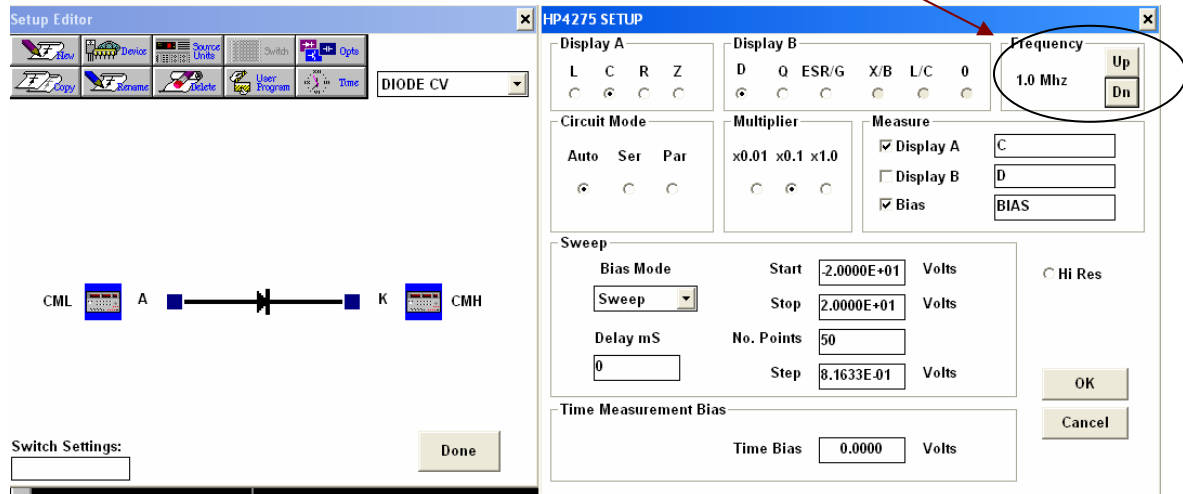 Setup Editor
New Device Source Units Switch Opts
Copy Rename Delete User Program Time
DIODE CV
CML A K CMH
Switch Settings:
Done
HP4275 SETUP
Display A
L C R Z
Display B
D Q ESR/G X/B L/C 0
Frequency
1.0 Mhz
Up
Dn
Circuit Mode
Auto Ser Par
Multiplier
x0.01 x0.1 x1.0
Measure
Display A C
Display B D
Bias BIAS
Sweep
Bias Mode
Sweep
Delay mS
0
Start -2.0000E+01 Volts
Stop 2.0000E+01 Volts
No. Points 50
Step 8.1633E-01 Volts
Hi Res
OK
Cancel
Time Measurement Bias
Time Bias 0.0000 Volts